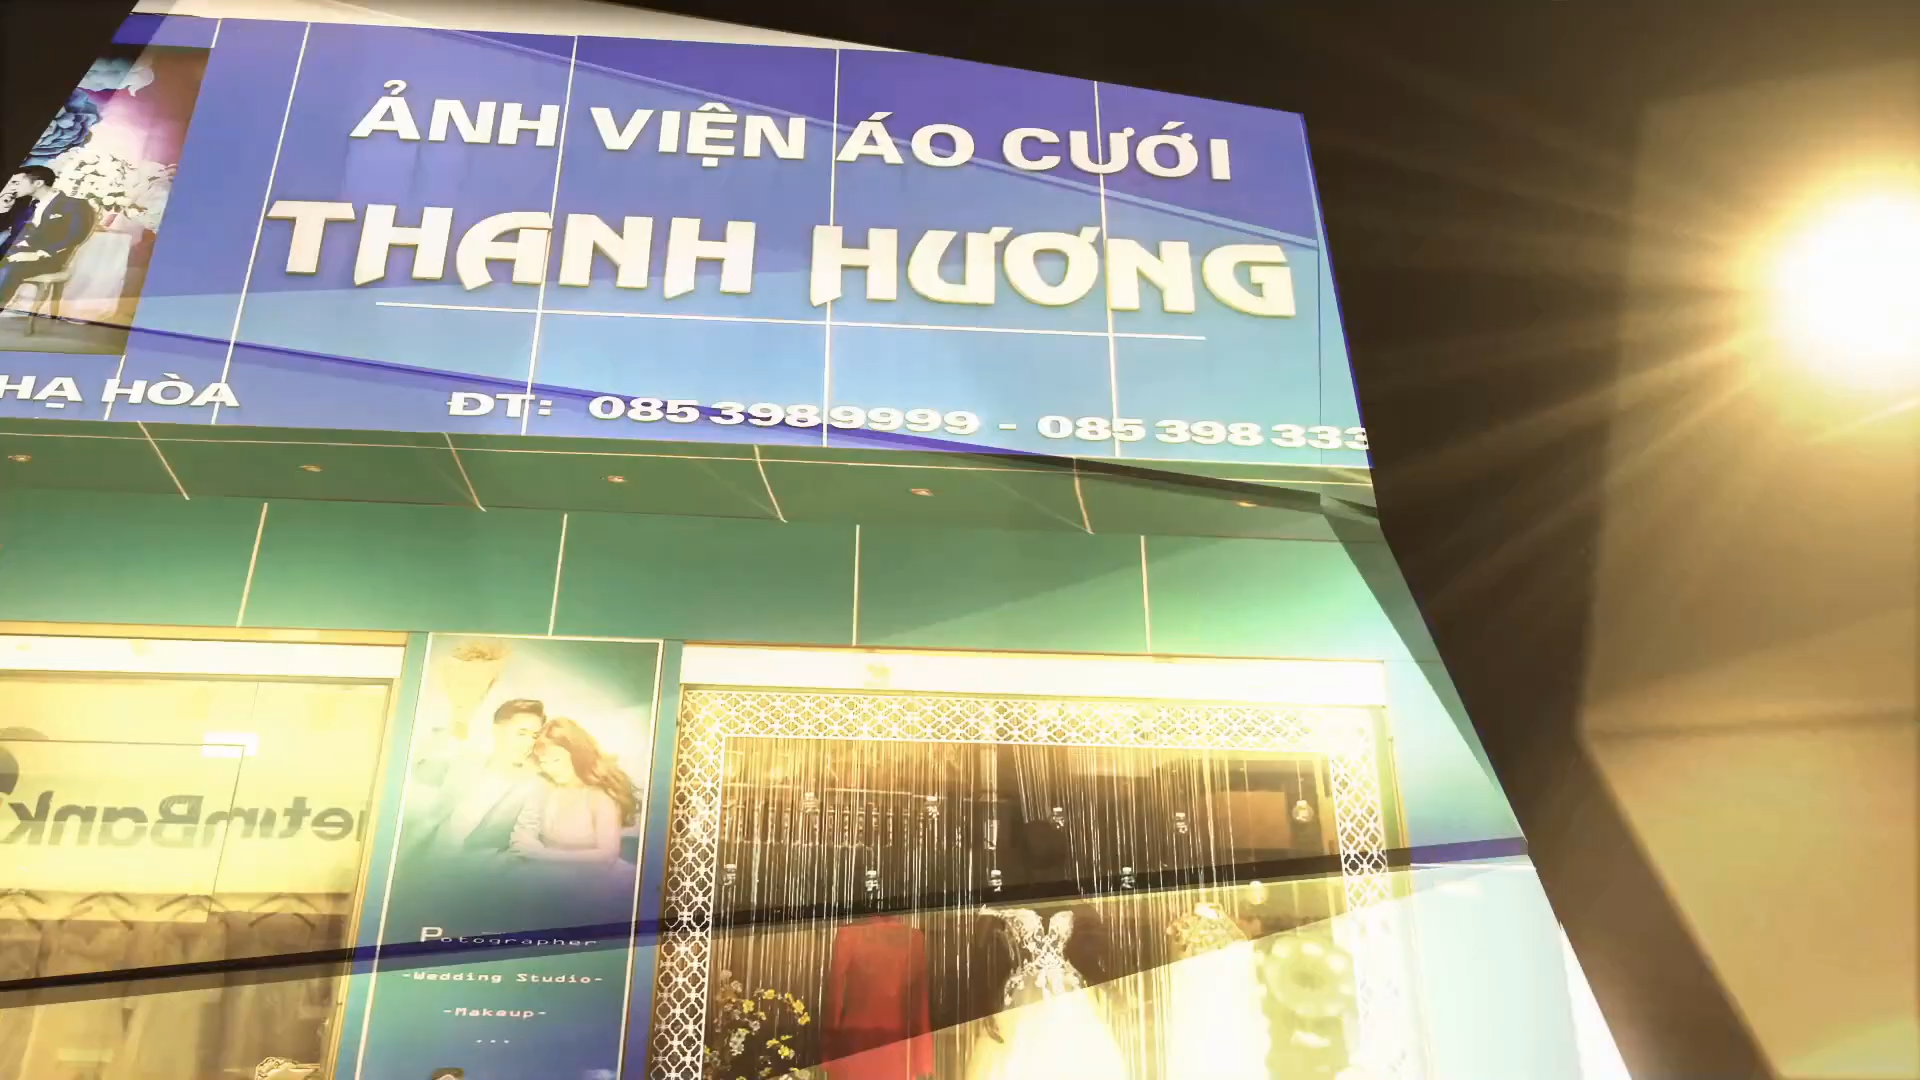 ẢNH VIỆN ÁO CƯỚI
THANH HƯƠNG
HẠ HÒA
ĐT: 085 398 9999 - 085 398 333
ietinBank
Potographer
-Wedding Studio-
-Makeup-
...